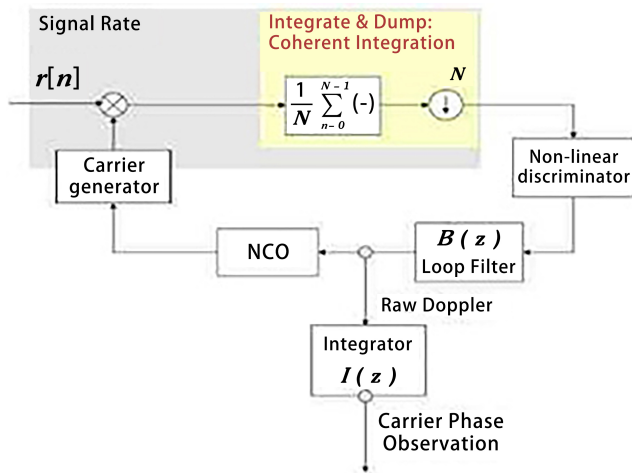 Signal Rate
Integrate & Dump:
Coherent Integration
r[n]
N
1/N N-1 ∑ n-0 (-)
Carrier
generator
Non-linear
discriminator
NCO
B(z)
Loop Filter
Raw Doppler
Integrator
I(z)
Carrier Phase
Observation